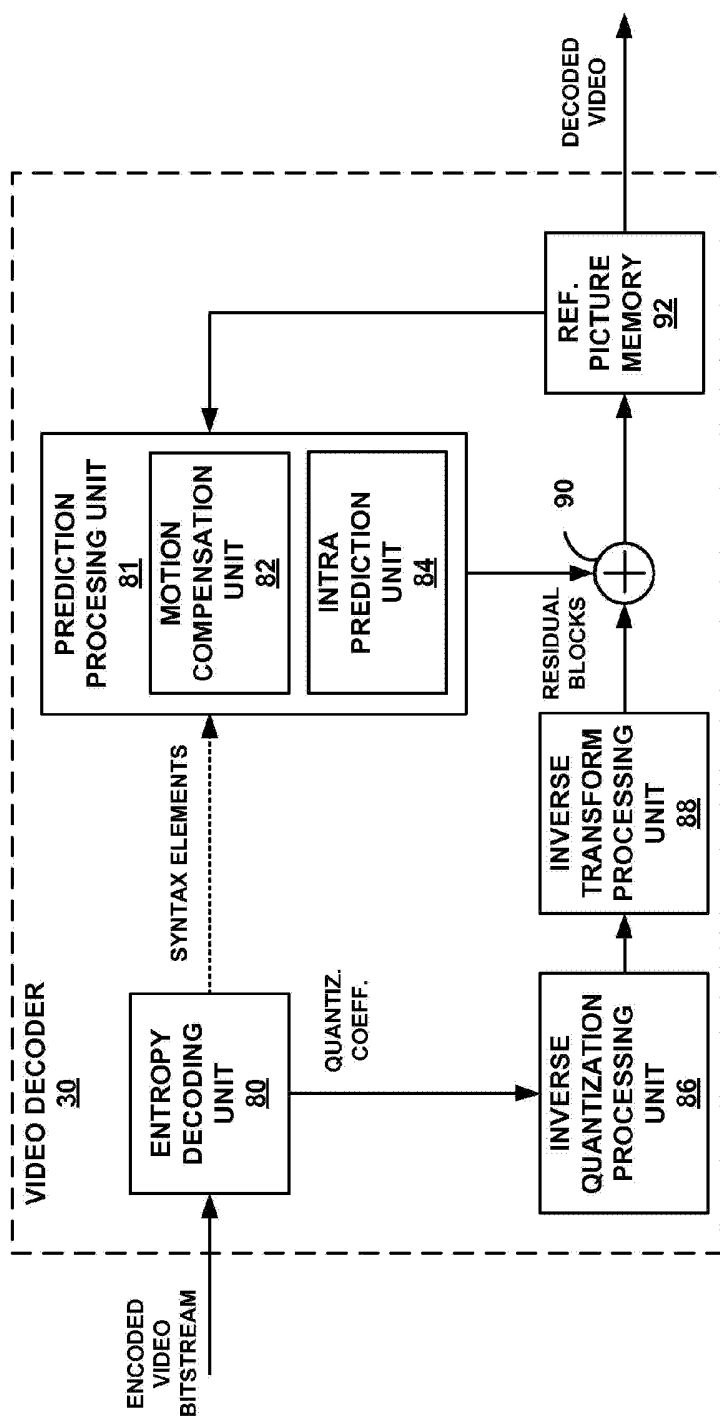 VIDEO DECODER
30
ENCODED
VIDEO
BITSTREAM
ENTROPY
DECODING
UNIT
80
SYNTAX ELEMENTS
QUANTIZ.
COEFF.
PREDICTION
PROCESING UNIT
81
MOTION
COMPENSATION
UNIT
82
INTRA
PREDICTION
UNIT
84
INVERSE
QUANTIZATION
PROCESSING
UNIT
86
INVERSE
TRANSFORM
PROCESSING
UNIT
88
RESIDUAL
BLOCKS
90
REF.
PICTURE
MEMORY
92
DECODED
VIDEO